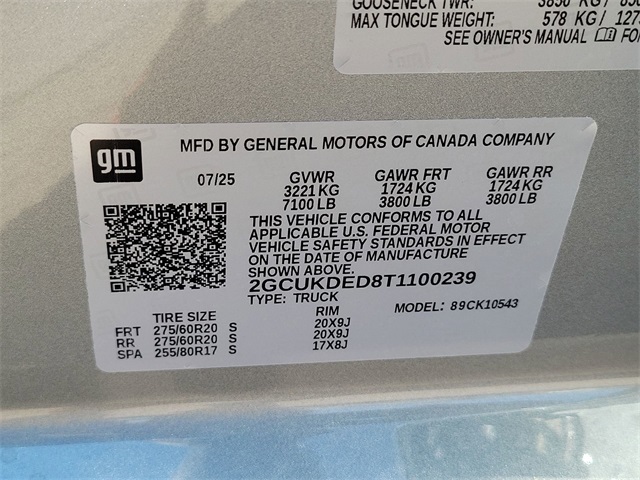 GOOSENECK TWR:
MAX TONGUE WEIGHT: 578 KG / 
SEE OWNER'S MANUAL
gm
MFD BY GENERAL MOTORS OF CANADA COMPANY
07/25
GVWR GAWR FRT GAWR RR
3221 KG 1724 KG 1724 KG
7100 LB 3800 LB 3800 LB
THIS VEHICLE CONFORMS TO ALL
APPLICABLE U.S. FEDERAL MOTOR
VEHICLE SAFETY STANDARDS IN EFFECT
ON THE DATE OF MANUFACTURE
SHOWN ABOVE.
2GCUKDED8T1100239
TYPE: TRUCK
MODEL: 89CK10543
TIRE SIZE RIM
FRT 275/60R20 S 20X9J
RR 275/60R20 S 20X9J
SPA 255/80R17 S 17X8J